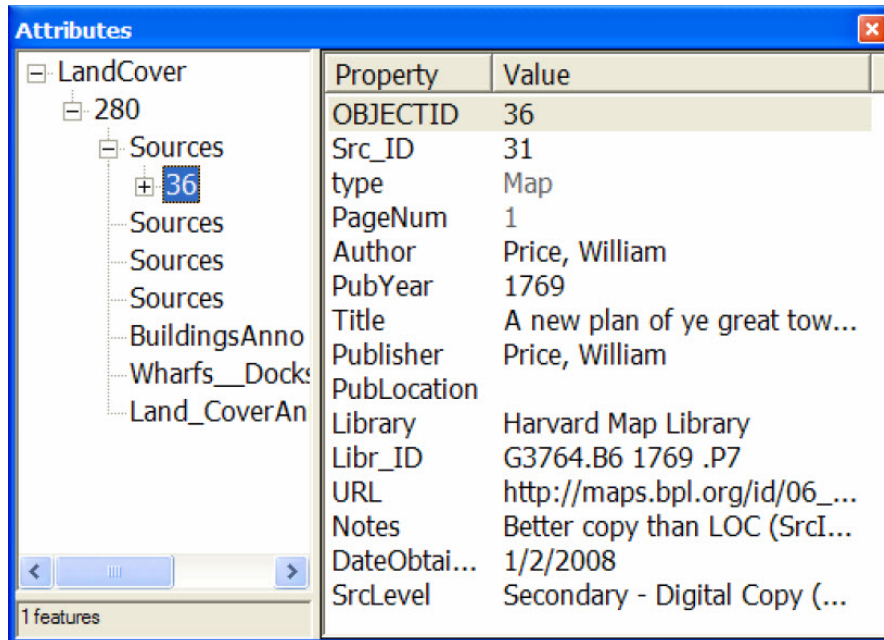 Attributes
LandCover
280
Sources
36
Sources
Sources
Sources
BuildingsAnno
Wharfs__Docks
Land_CoverAn
1 features
Property Value
OBJECTID 36
Src_ID 31
type Map
PageNum 1
Author Price, William
PubYear 1769
Title A new plan of ye great tow...
Publisher Price, William
PubLocation
Library Harvard Map Library
Libr_ID G3764.B6 1769 .P7
URL http://maps.bpl.org/id/06_...
Notes Better copy than LOC (SrcI...
DateObtai... 1/2/2008
SrcLevel Secondary - Digital Copy (...